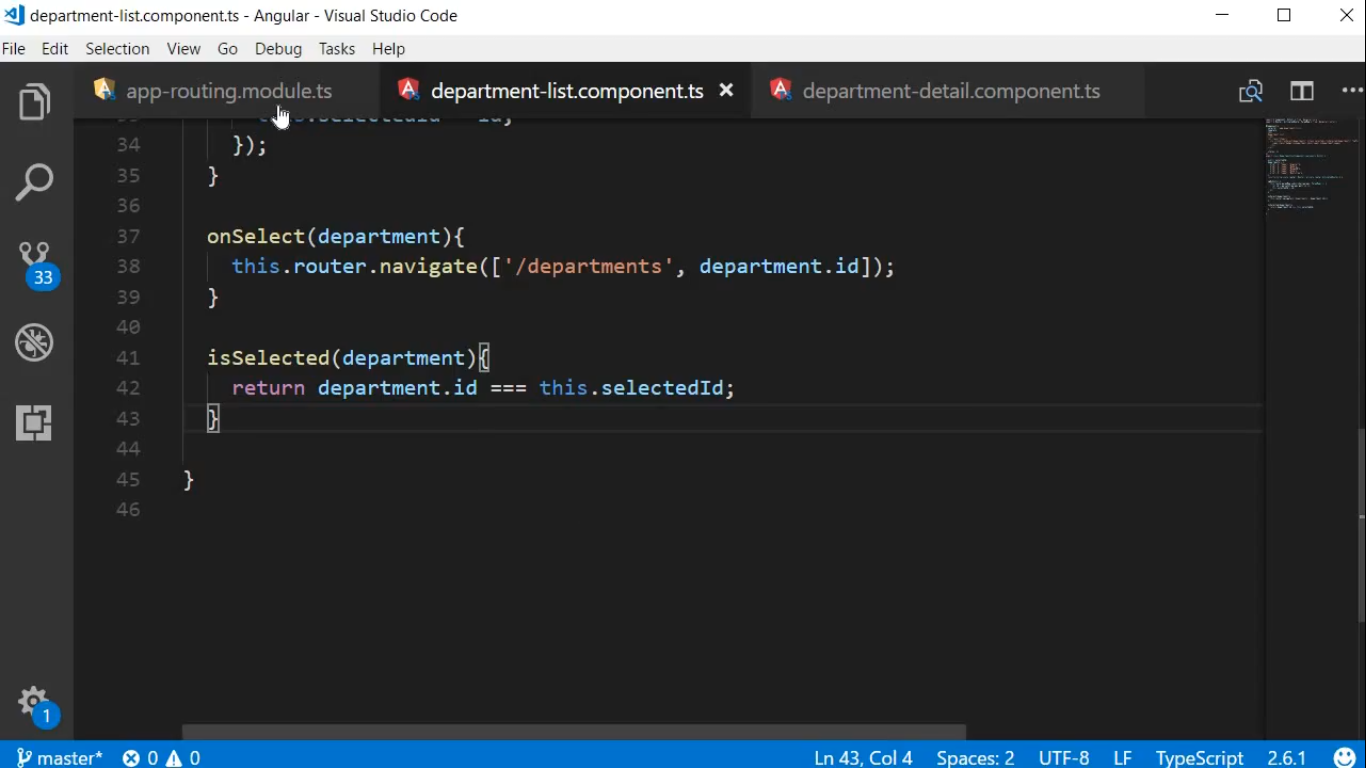 department-list.component.ts - Angular - Visual Studio Code
File Edit Selection View Go Debug Tasks Help
app-routing.module.ts department-list.component.ts department-detail.component.ts
34 });
35 }
36
37 onSelect(department){
38 this.router.navigate(['/departments', department.id]);
39 }
40
41 isSelected(department){
42 return department.id === this.selectedId;
43 }
44
45 }
46
33
1
master* 0 0 Ln 43, Col 4 Spaces: 2 UTF-8 LF TypeScript 2.6.1